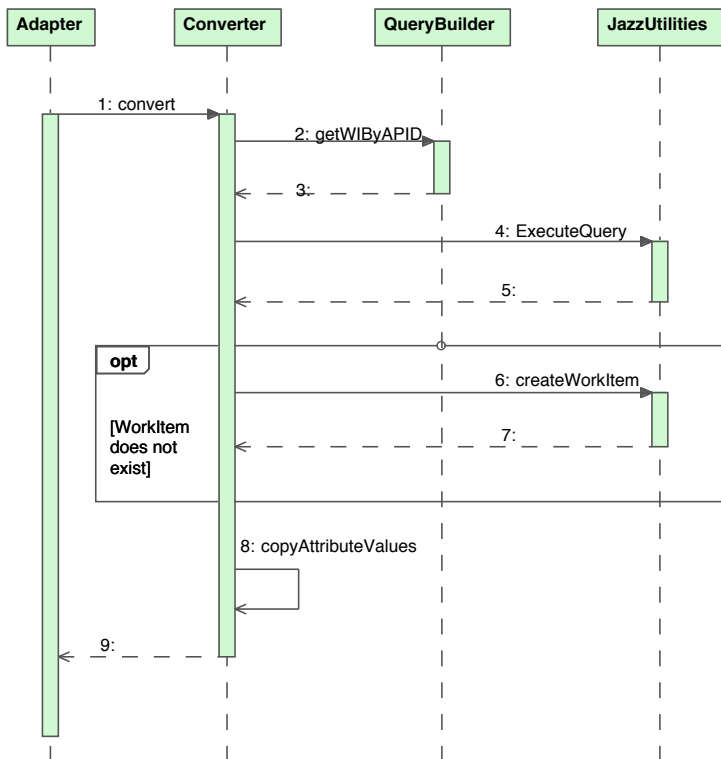 Adapter
Converter
QueryBuilder
JazzUtilities
1: convert
2: getWIByAPID
3:
4: ExecuteQuery
5:
opt
6: createWorkItem
[WorkItem
does not
exist]
7:
8: copyAttributeValues
9: